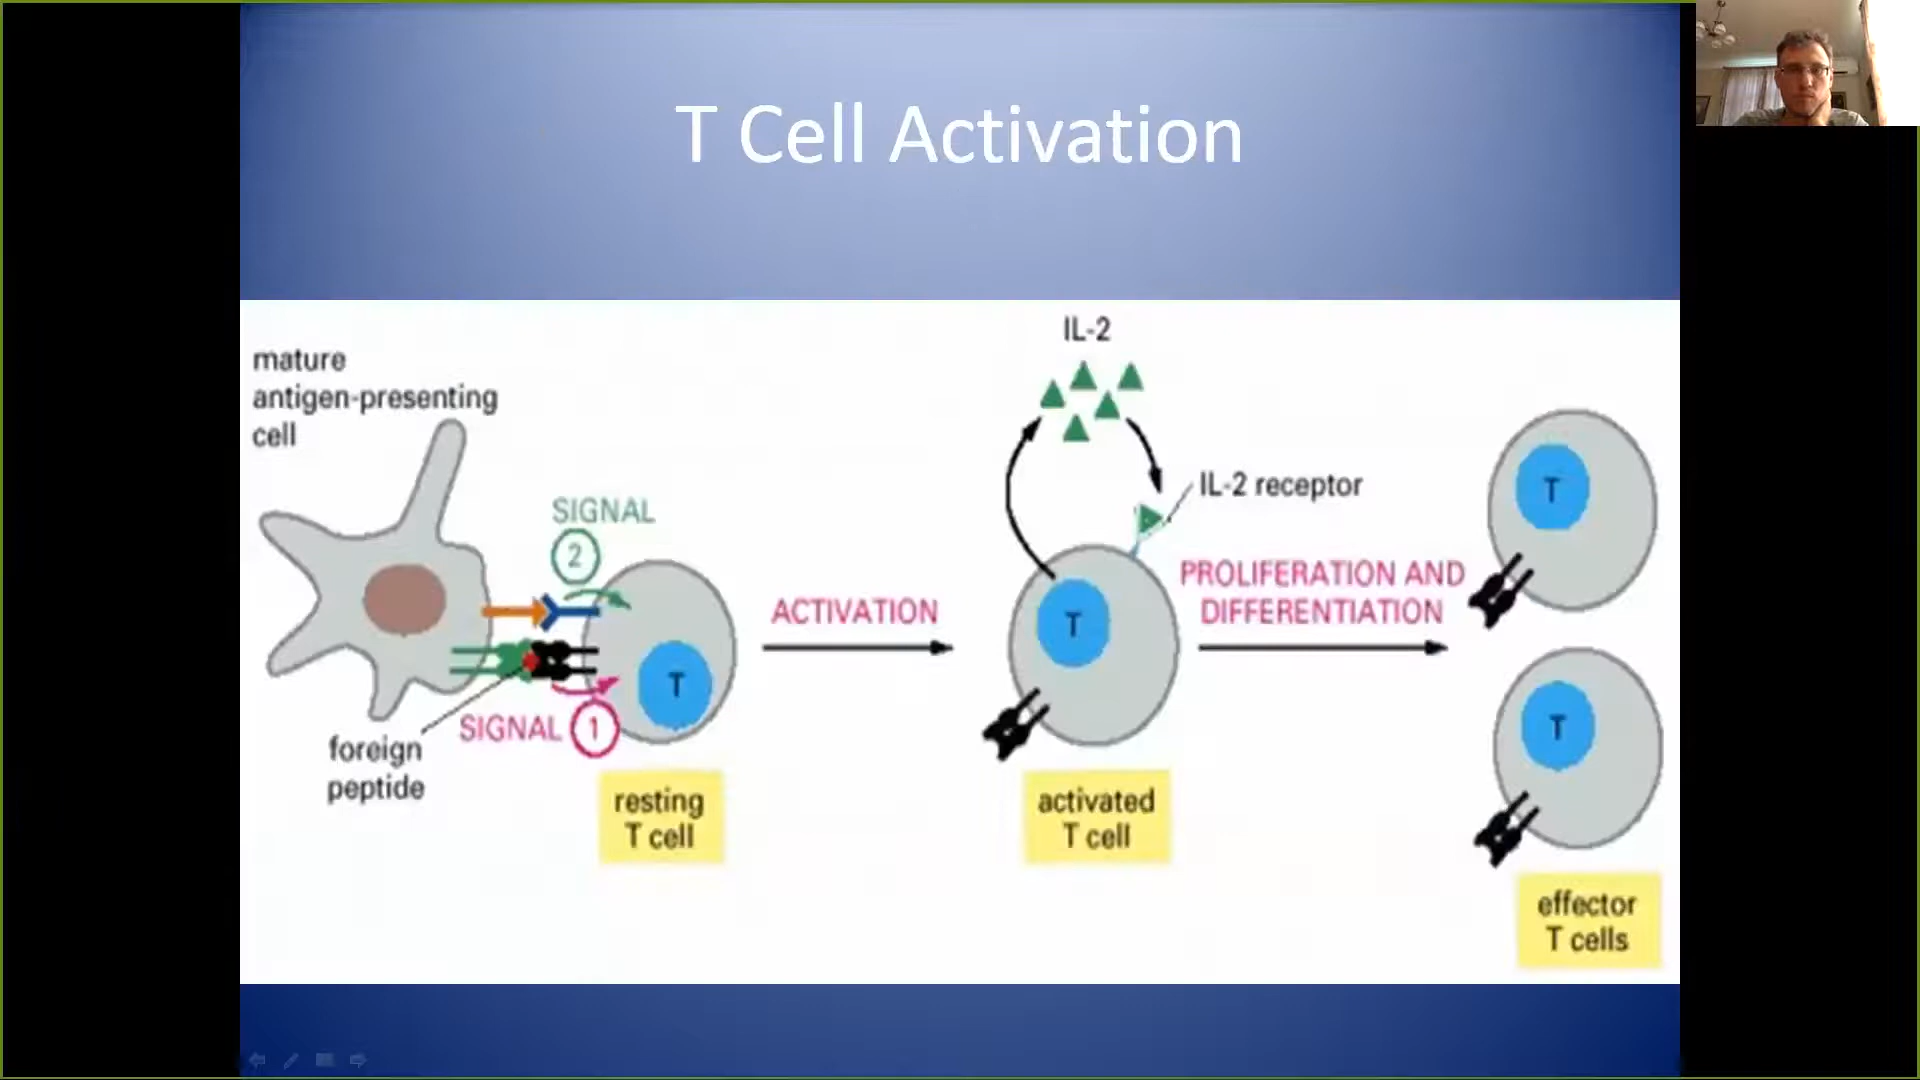 T Cell Activation
mature
antigen-presenting
cell
SIGNAL
2
foreign
peptide
SIGNAL 1
T
resting
T cell
ACTIVATION
IL-2
IL-2 receptor
T
activated
T cell
PROLIFERATION AND
DIFFERENTIATION
T
T
effector
T cells